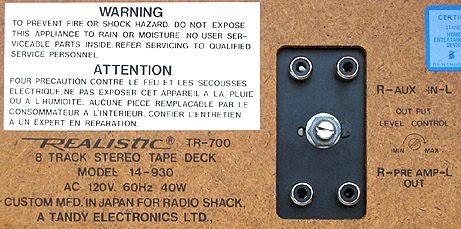 WARNING
TO PREVENT FIRE OR SHOCK HAZARD. DO NOT EXPOSE
THIS APPLIANCE TO RAIN OR MOISTURE. NO USER SER-
VICEABLE PARTS INSIDE. REFER SERVICING TO QUALIFIED
SERVICE PERSONNEL.
ATTENTION
POUR PRECAUTION CONTRE LE FEU ET LES SECOUSSES
ELECTRIQUE, NE PAS EXPOSER CET APPAREIL A LA PLUIE
OU A L'HUMIDITE. AUCUNE PIECE REMPLACABLE PAR LE
CONSOMMATEUR A L'INTERIEUR. CONFIER L'ENTRETIEN
A UN EXPERT EN REPARATION.
REALISTIC® TR-700
8 TRACK STEREO TAPE DECK
MODEL 14-930
AC 120V. 60Hz 40W
CUSTOM MFD. IN JAPAN FOR RADIO SHACK,
A TANDY ELECTRONICS LTD.,
R-AUX IN-L
OUT PUT
LEVEL CONTROL
MIN MAX
R-PRE AMP-L
OUT
CERTIF
STAND
HOME
ENTERTAIN
DEVICE